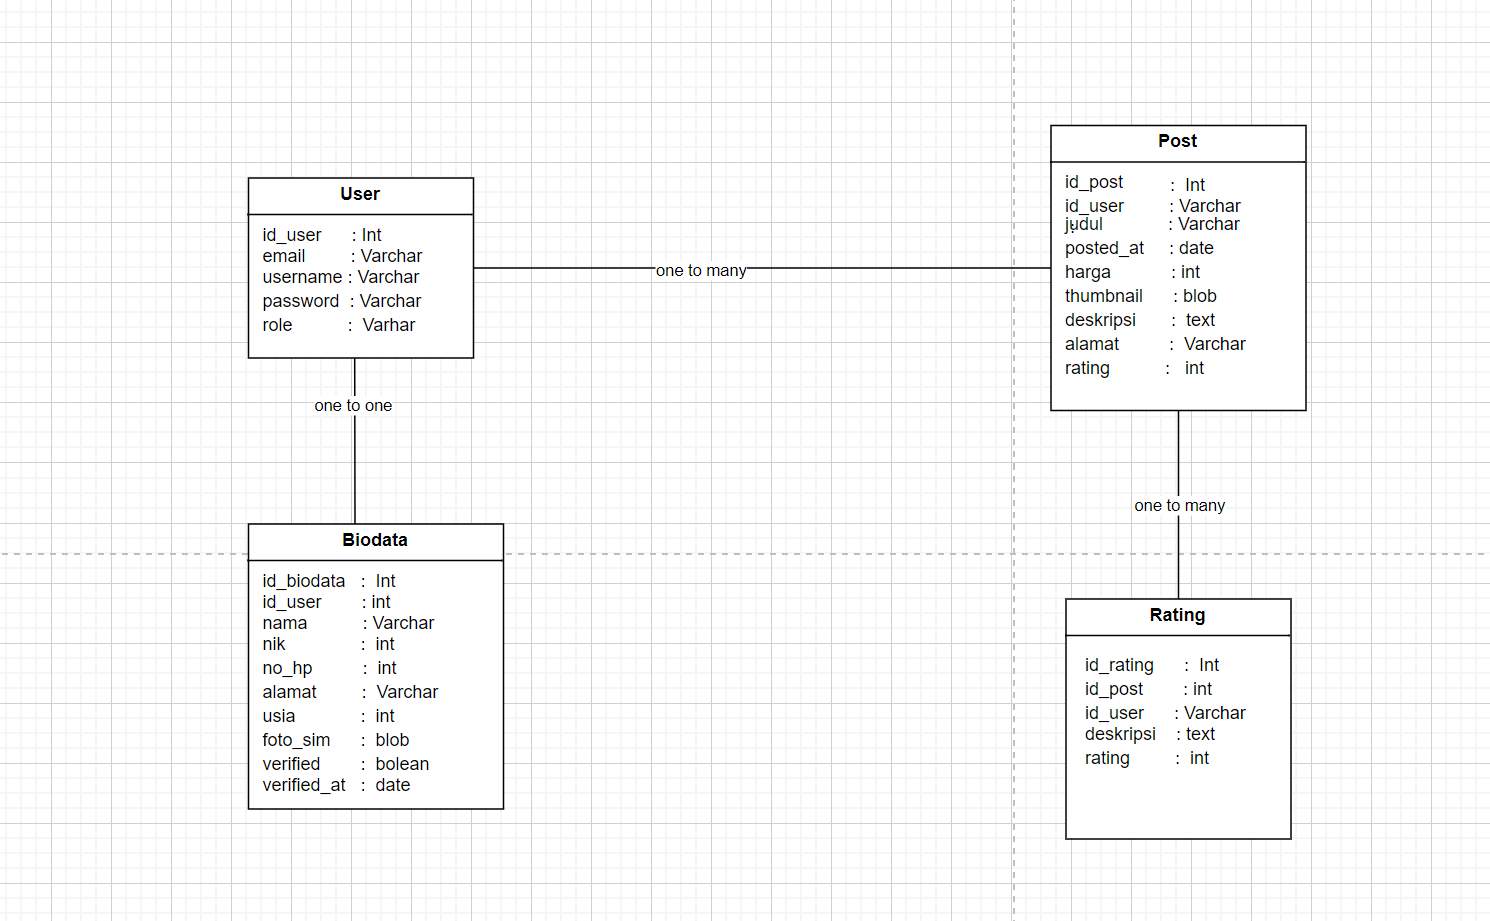 User
id_user : Int
email : Varchar
username : Varchar
password : Varchar
role : Varhar
one to many
Post
id_post : Int
id_user : Varchar
judul : Varchar
posted_at : date
harga : int
thumbnail : blob
deskripsi : text
alamat : Varchar
rating : int
one to one
Biodata
id_biodata : Int
id_user : int
nama : Varchar
nik : int
no_hp : int
alamat : Varchar
usia : int
foto_sim : blob
verified : bolean
verified_at : date
one to many
Rating
id_rating : Int
id_post : int
id_user : Varchar
deskripsi : text
rating : int